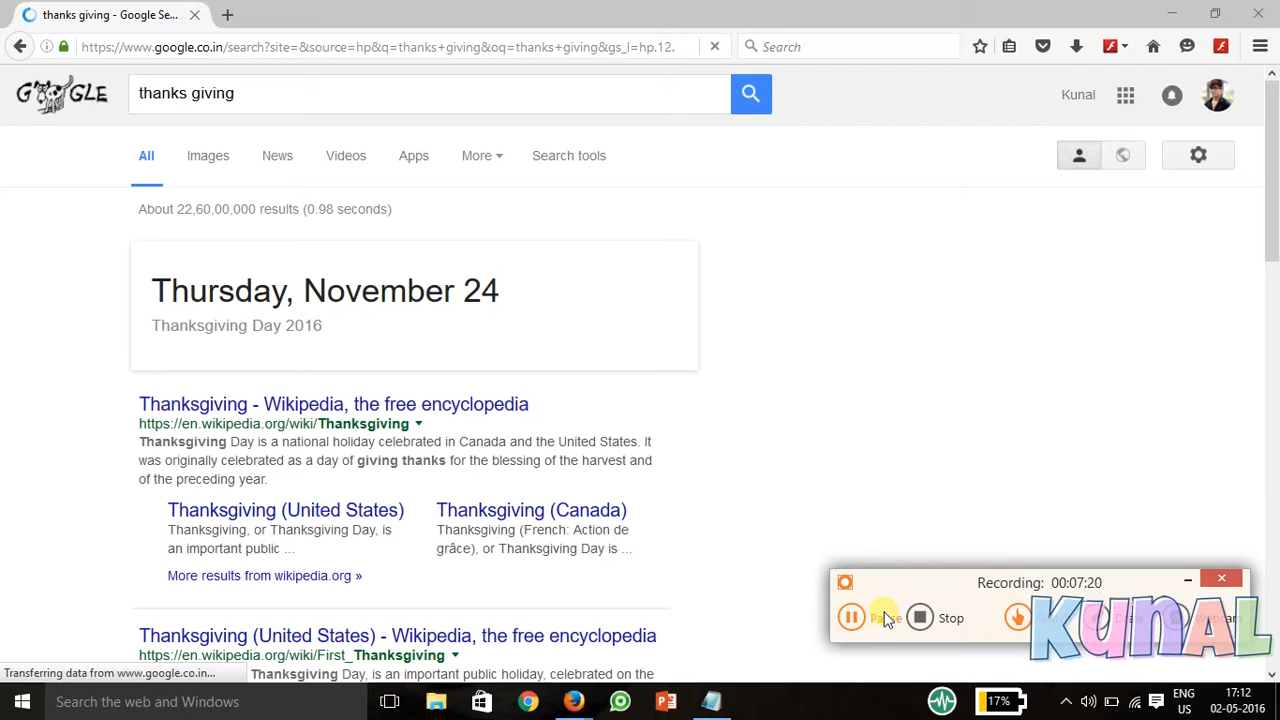 thanks giving - Google Se...
https://www.google.co.in/search?site=&source=hp&q=thanks+giving&oq=thanks+giving&gs_l=hp.12.
Search
GOOGLE
thanks giving
Kunal
All
Images
News
Videos
Apps
More
Search tools
About 22,60,00,000 results (0.98 seconds)
Thursday, November 24
Thanksgiving Day 2016
Thanksgiving - Wikipedia, the free encyclopedia
https://en.wikipedia.org/wiki/Thanksgiving
Thanksgiving Day is a national holiday celebrated in Canada and the United States. It
was originally celebrated as a day of giving thanks for the blessing of the harvest and
of the preceding year.
Thanksgiving (United States)
Thanksgiving, or Thanksgiving Day, is
an important public ...
Thanksgiving (Canada)
Thanksgiving (French: Action de
grâce), or Thanksgiving Day is ...
More results from wikipedia.org »
Thanksgiving (United States) - Wikipedia, the free encyclopedia
https://en.wikipedia.org/wiki/First_Thanksgiving
Thanksgiving Day, is an important public holiday, celebrated on the
Recording: 00:07:20
Pause
Stop
KUNAL
Transferring data from www.google.co.in...
Search the web and Windows
17%
ENG
US
17:12
02-05-2016